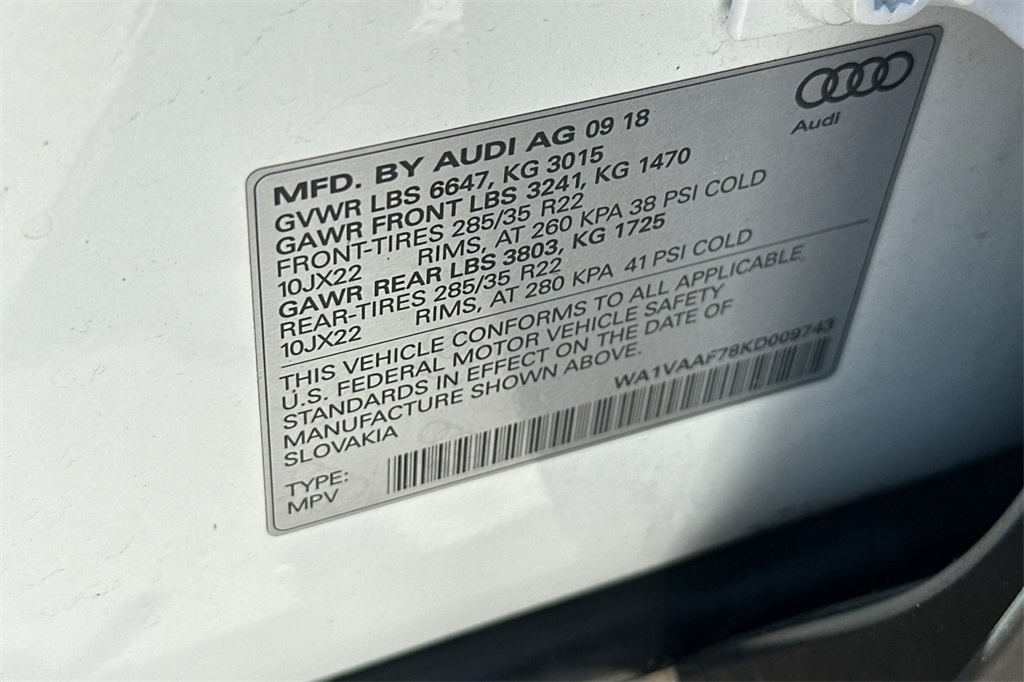 Audi
MFD. BY AUDI AG 09 18
GVWR LBS 6647, KG 3015
GAWR FRONT LBS 3241, KG 1470
FRONT-TIRES 285/35 R22
10JX22 RIMS, AT 260 KPA 38 PSI COLD
GAWR REAR LBS 3803, KG 1725
REAR-TIRES 285/35 R22
10JX22 RIMS, AT 280 KPA 41 PSI COLD
THIS VEHICLE CONFORMS TO ALL APPLICABLE
U.S. FEDERAL MOTOR VEHICLE SAFETY
STANDARDS IN EFFECT ON THE DATE OF
MANUFACTURE SHOWN ABOVE.
SLOVAKIA
WA1VAAF78KD009743
TYPE:
MPV